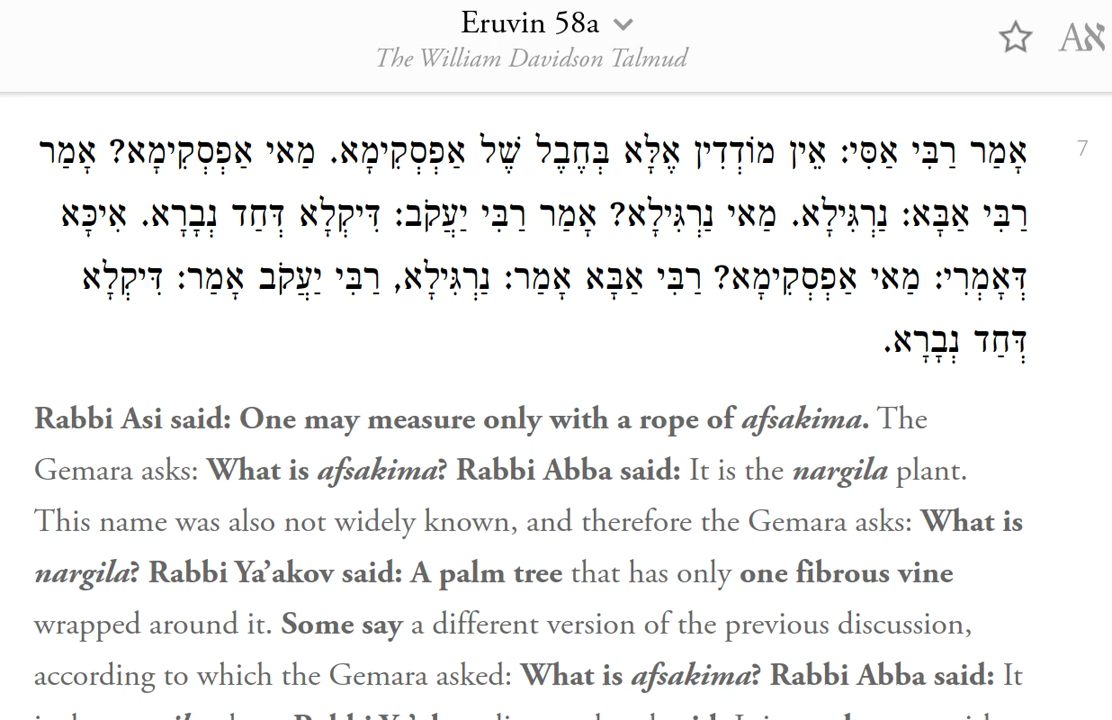 Eruvin 58a
The William Davidson Talmud
Aא
7
אָמַר רַבִּי אַסִּי: אֵין מוֹדְדִין אֶלָּא בְּחֶבֶל שֶׁל אַפְסְקִימָא. מַאי אַפְסְקִימָא? אָמַר
רַבִּי אַבָּא: נַרְגִּילָא. מַאי נַרְגִּילָא? אָמַר רַבִּי יַעֲקֹב: דִּיקְלָא דְּחַד נְבָרָא. אִיכָּא
דְּאָמְרִי: מַאי אַפְסְקִימָא? רַבִּי אַבָּא אָמַר: נַרְגִּילָא, רַבִּי יַעֲקֹב אָמַר: דִּיקְלָא
דְּחַד נְבָרָא.
Rabbi Asi said: One may measure only with a rope of afsakima. The
Gemara asks: What is afsakima? Rabbi Abba said: It is the nargila plant.
This name was also not widely known, and therefore the Gemara asks: What is
nargila? Rabbi Ya’akov said: A palm tree that has only one fibrous vine
wrapped around it. Some say a different version of the previous discussion,
according to which the Gemara asked: What is afsakima? Rabbi Abba said: It